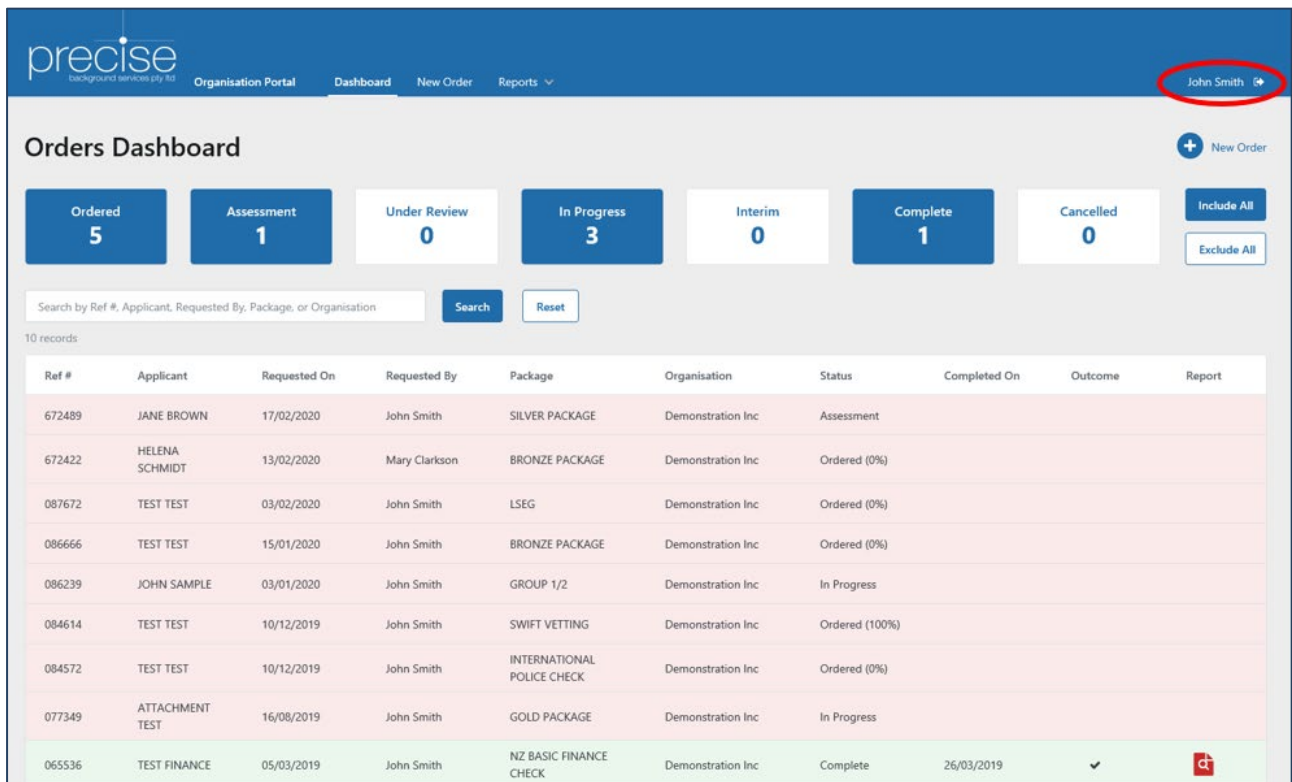 precise
background services pty ltd
Organisation Portal Dashboard New Order Reports John Smith
Orders Dashboard
New Order
Ordered Assessment Under Review In Progress Interim Complete Cancelled
5 1 0 3 0 1 0
Include All
Exclude All
Search by Ref #, Applicant, Requested By, Package, or Organisation Search Reset
10 records
Ref # Applicant Requested On Requested By Package Organisation Status Completed On Outcome Report
672489 JANE BROWN 17/02/2020 John Smith SILVER PACKAGE Demonstration Inc Assessment
672422 HELENA SCHMIDT 13/02/2020 Mary Clarkson BRONZE PACKAGE Demonstration Inc Ordered (0%)
087672 TEST TEST 03/02/2020 John Smith LSEG Demonstration Inc Ordered (0%)
086666 TEST TEST 15/01/2020 John Smith BRONZE PACKAGE Demonstration Inc Ordered (0%)
086239 JOHN SAMPLE 03/01/2020 John Smith GROUP 1/2 Demonstration Inc In Progress
084614 TEST TEST 10/12/2019 John Smith SWIFT VETTING Demonstration Inc Ordered (100%)
084572 TEST TEST 10/12/2019 John Smith INTERNATIONAL POLICE CHECK Demonstration Inc Ordered (0%)
077349 ATTACHMENT TEST 16/08/2019 John Smith GOLD PACKAGE Demonstration Inc In Progress
065536 TEST FINANCE 05/03/2019 John Smith NZ BASIC FINANCE CHECK Demonstration Inc Complete 26/03/2019